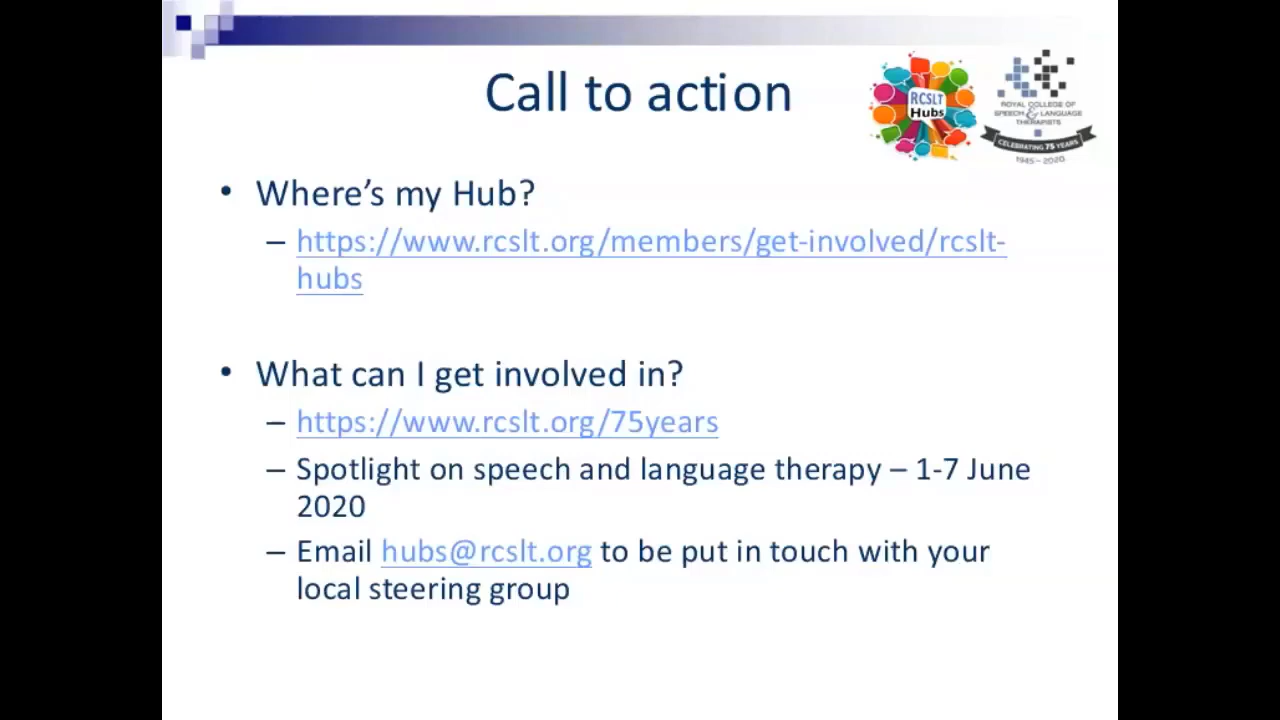 Call to action
RCSLT
Hubs
ROYAL COLLEGE OF
SPEECH & LANGUAGE
THERAPISTS
CELEBRATING 75 YEARS
1945 - 2020
• Where’s my Hub?
– https://www.rcslt.org/members/get-involved/rcslt-
hubs
• What can I get involved in?
– https://www.rcslt.org/75years
– Spotlight on speech and language therapy – 1-7 June
2020
– Email hubs@rcslt.org to be put in touch with your
local steering group